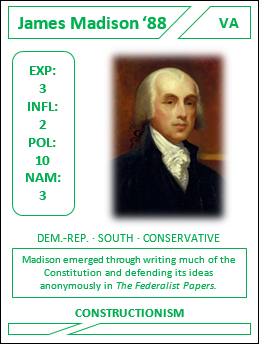 James Madison ‘88
VA
EXP:
3
INFL:
2
POL:
10
NAM:
3
DEM.-REP. · SOUTH · CONSERVATIVE
Madison emerged through writing much of the
Constitution and defending its ideas
anonymously in The Federalist Papers.
CONSTRUCTIONISM